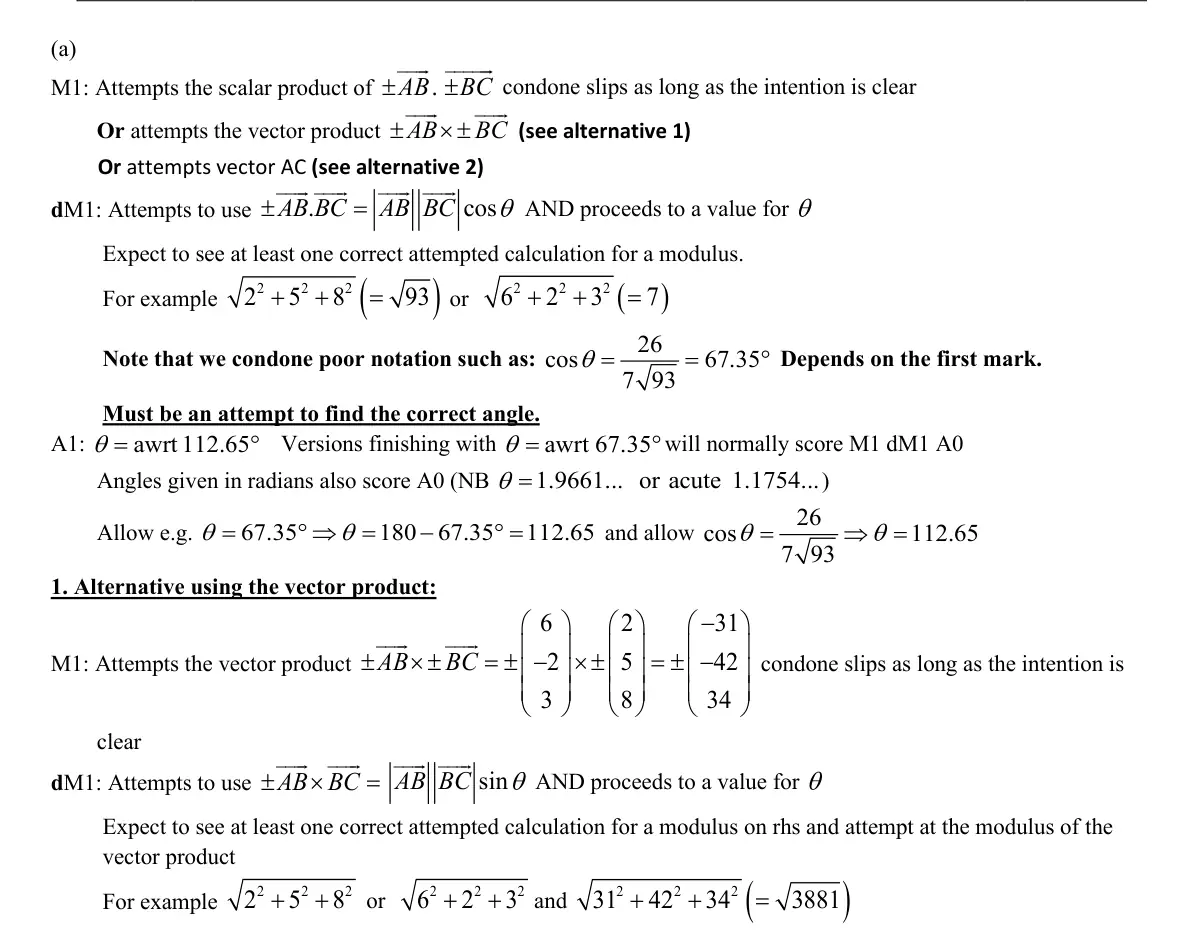 (a)
M1: Attempts the scalar product of ±AB⃗ . ±BC⃗ condone slips as long as the intention is clear
Or attempts the vector product ±AB⃗ × ±BC⃗ (see alternative 1)
Or attempts vector AC (see alternative 2)
dM1: Attempts to use ±AB⃗.BC⃗ = |AB⃗||BC⃗| cos θ AND proceeds to a value for θ
Expect to see at least one correct attempted calculation for a modulus.
For example √(2² + 5² + 8²) (= √93) or √(6² + 2² + 3²) (= 7)
Note that we condone poor notation such as: cos θ = 26/(7√93) = 67.35° Depends on the first mark.
Must be an attempt to find the correct angle.
A1: θ = awrt 112.65° Versions finishing with θ = awrt 67.35° will normally score M1 dM1 A0
Angles given in radians also score A0 (NB θ = 1.9661... or acute 1.1754...)
Allow e.g. θ = 67.35° ⇒ θ = 180 − 67.35° = 112.65 and allow cos θ = 26/(7√93) ⇒ θ = 112.65
1. Alternative using the vector product:
M1: Attempts the vector product ±AB⃗ × ±BC⃗ = ±(6, −2, 3) × ±(2, 5, 8) = ±(−31, −42, 34) condone slips as long as the intention is
clear
dM1: Attempts to use ±AB⃗ × BC⃗ = |AB⃗||BC⃗| sin θ AND proceeds to a value for θ
Expect to see at least one correct attempted calculation for a modulus on rhs and attempt at the modulus of the
vector product
For example √(2² + 5² + 8²) or √(6² + 2² + 3²) and √(31² + 42² + 34²) (= √3881)